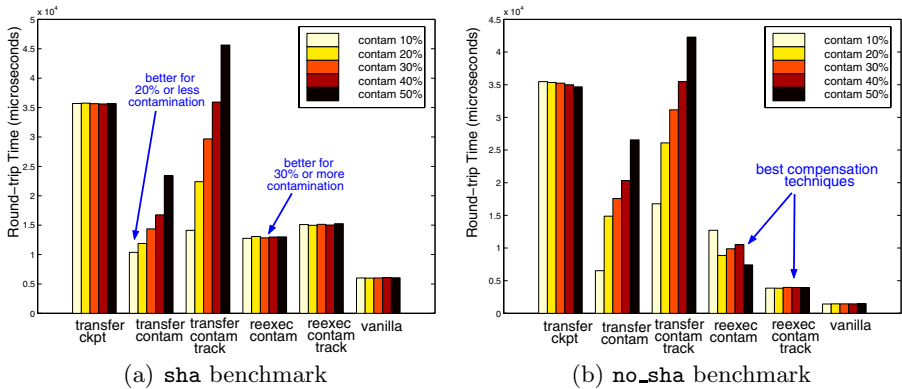 x 10⁴
5
4.5
4
3.5
3
2.5
2
1.5
1
0.5
0
Round−trip Time (microseconds)
contam 10%
contam 20%
contam 30%
contam 40%
contam 50%
better for
20% or less
contamination
better for
30% or more
contamination
transfer
ckpt
transfer
contam
transfer
contam
track
reexec
contam
reexec
contam
track
vanilla
(a) sha benchmark
x 10⁴
4.5
4
3.5
3
2.5
2
1.5
1
0.5
0
Round−trip Time (microseconds)
contam 10%
contam 20%
contam 30%
contam 40%
contam 50%
best compensation
techniques
transfer
ckpt
transfer
contam
transfer
contam
track
reexec
contam
reexec
contam
track
vanilla
(b) no_sha benchmark